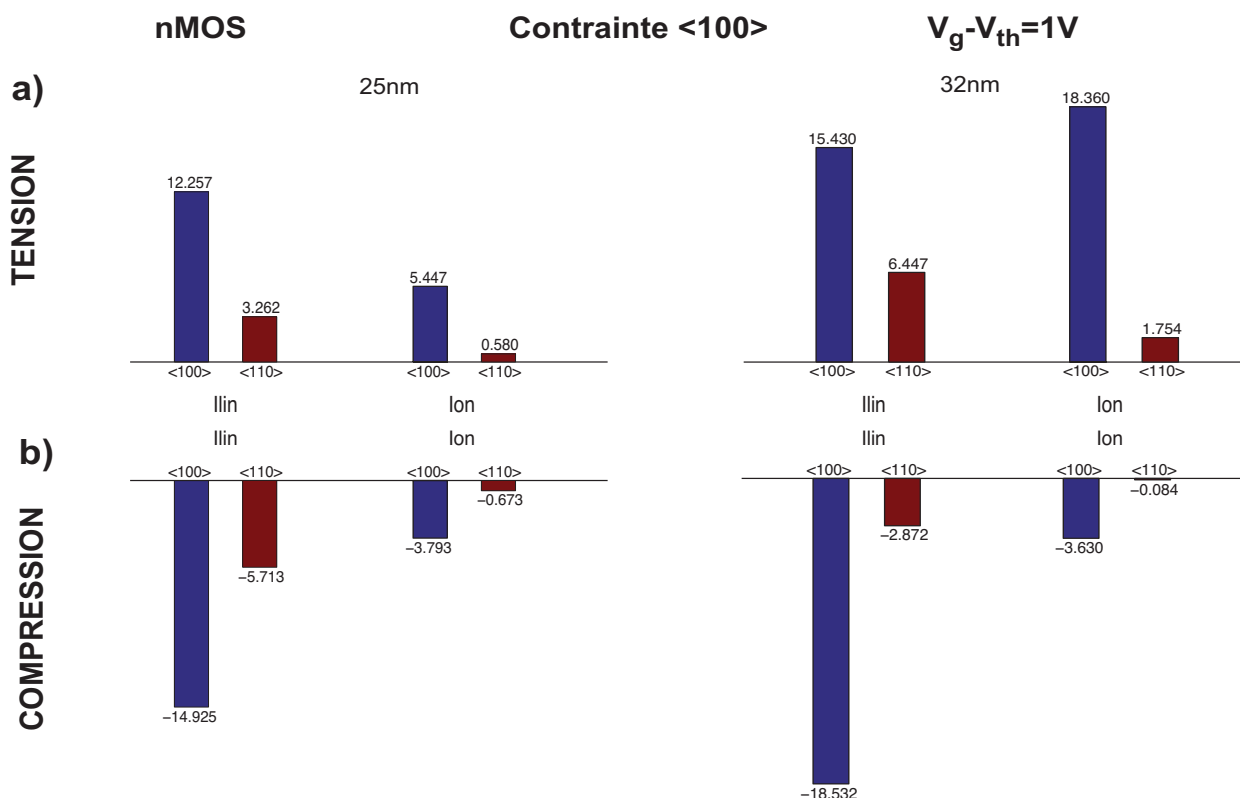 nMOS Contrainte <100> Vg-Vth=1V
a) 25nm 32nm
TENSION
12.257 3.262 5.447 0.580 15.430 6.447 18.360 1.754
<100> <110> <100> <110> <100> <110> <100> <110>
Ilin Ion Ilin Ion
b) Ilin Ion Ilin Ion
COMPRESSION
<100> <110> <100> <110> <100> <110> <100> <110>
−14.925 −5.713 −3.793 −0.673 −18.532 −2.872 −3.630 −0.084